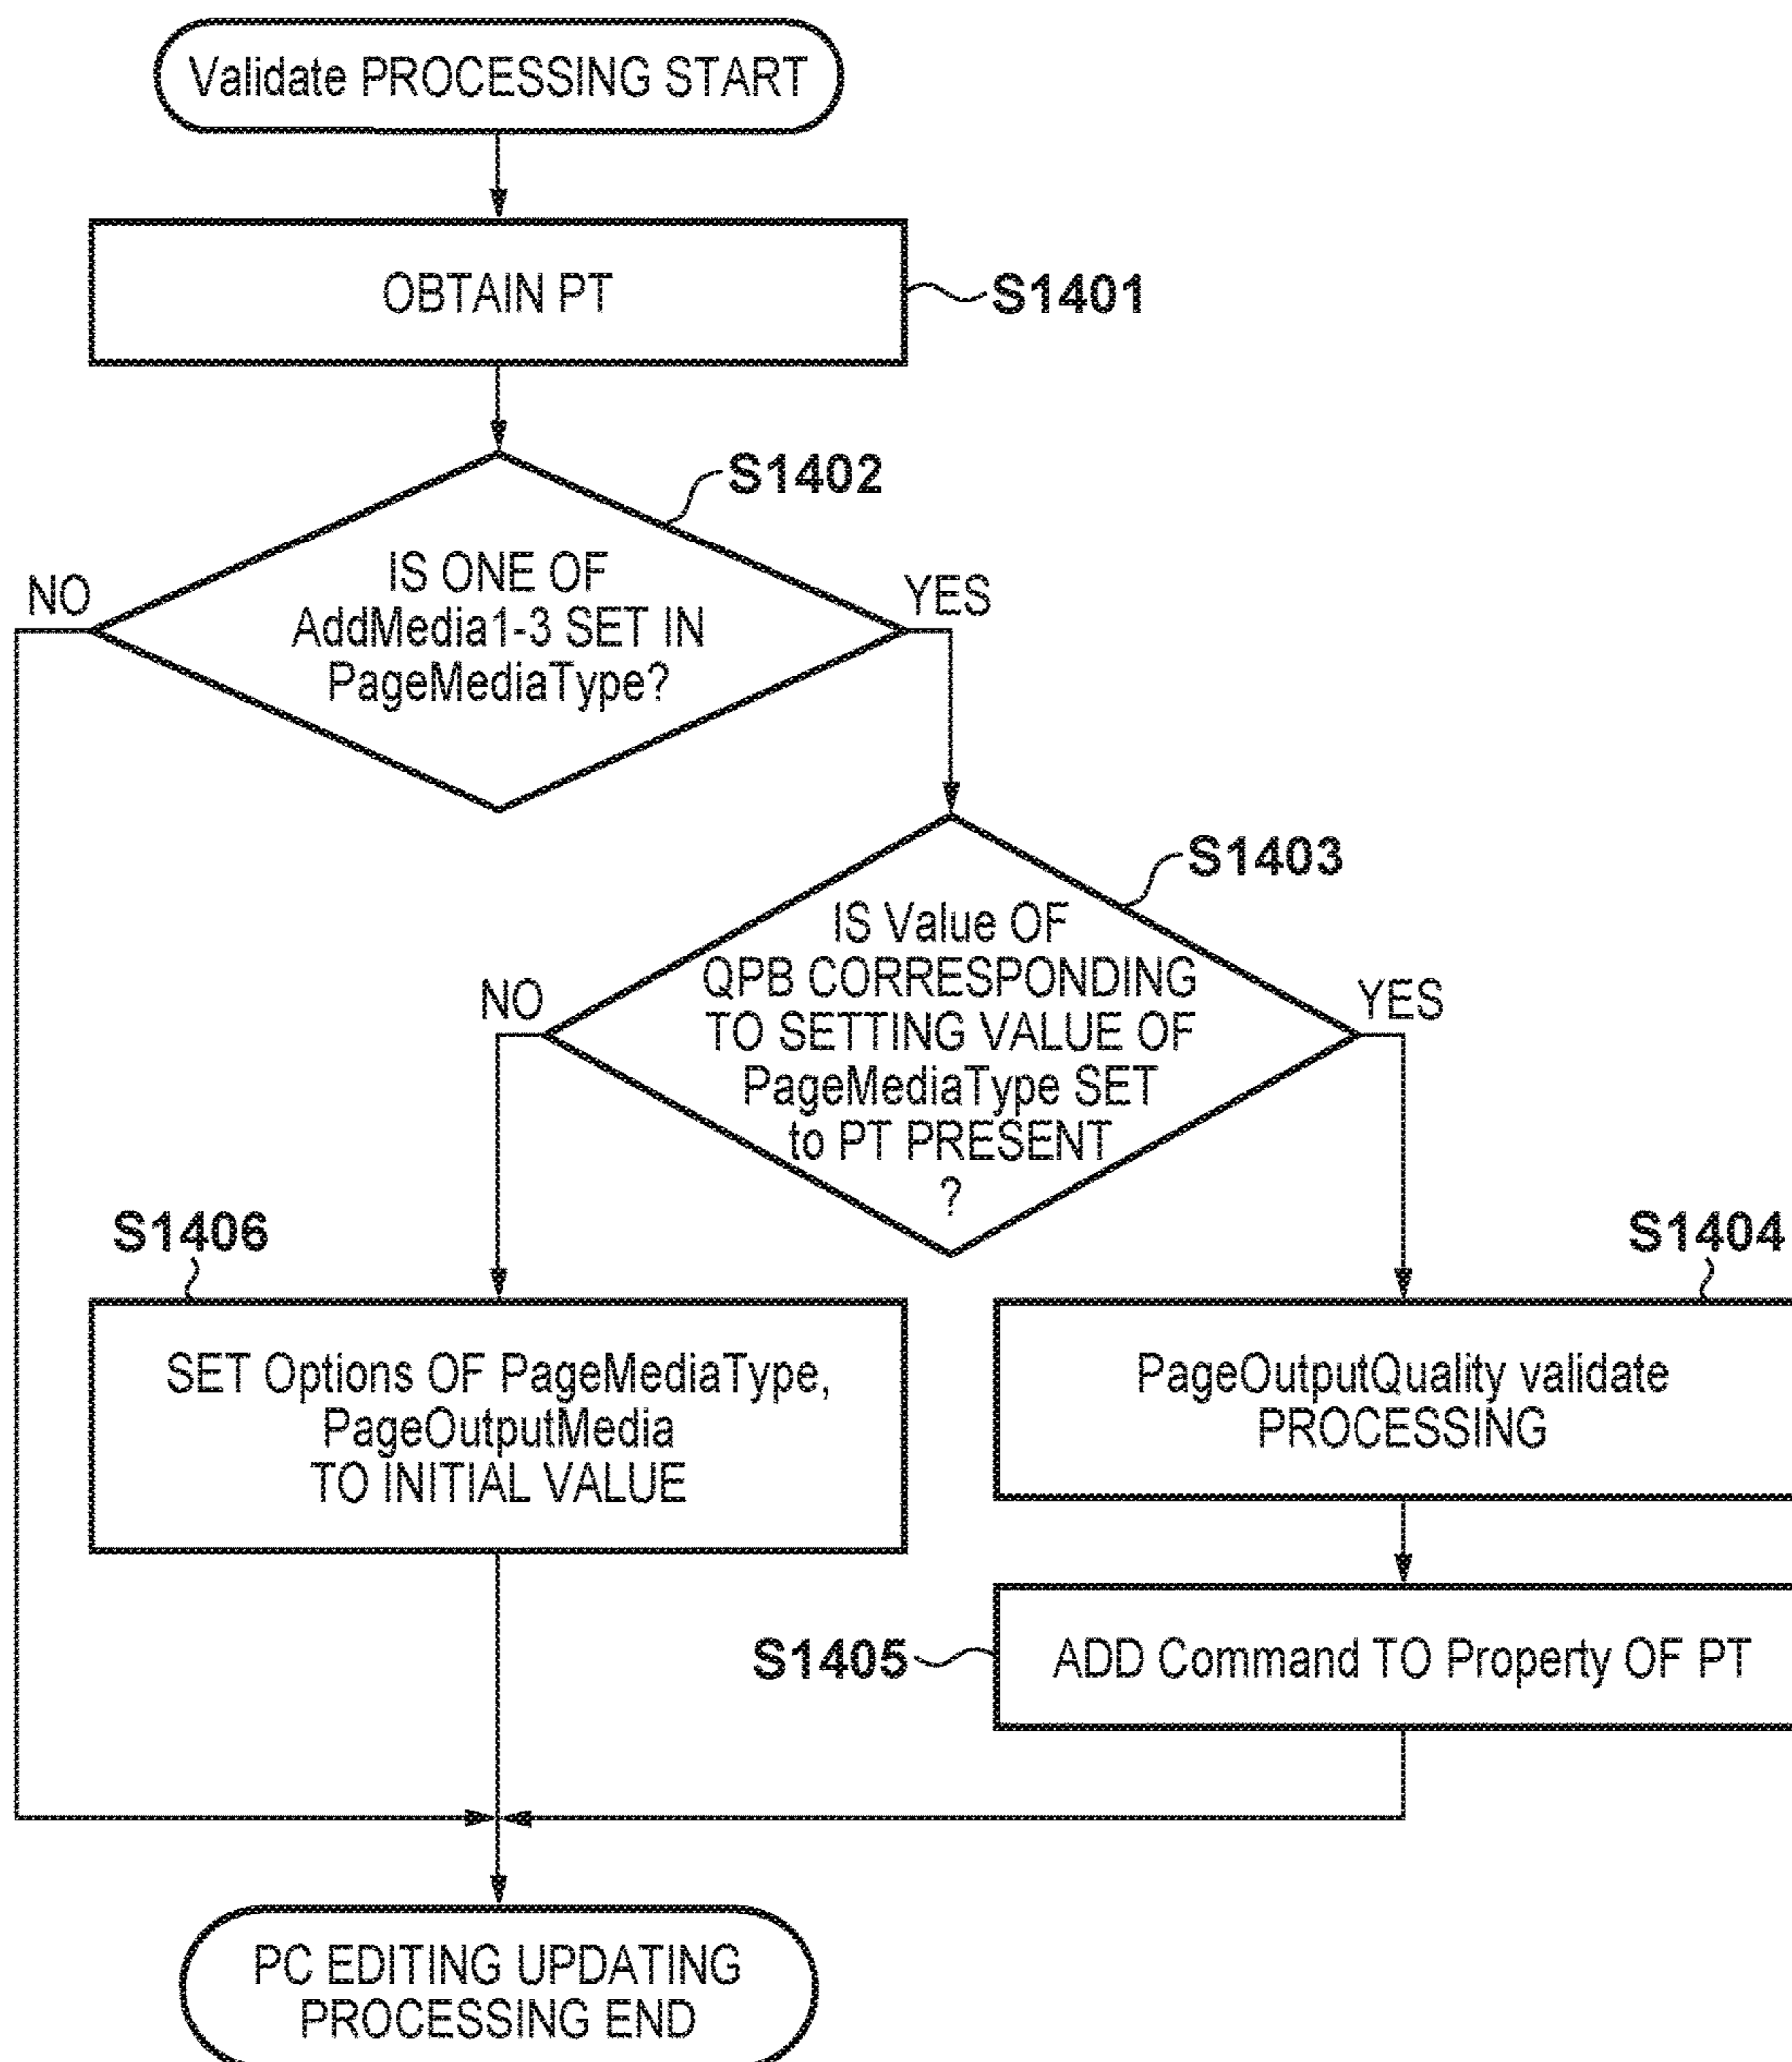 Validate PROCESSING START
OBTAIN PT
S1401
S1402
IS ONE OF
AddMedia1-3 SET IN
PageMediaType?
NO
YES
S1403
IS Value OF
QPB CORRESPONDING
TO SETTING VALUE OF
PageMediaType SET
to PT PRESENT
?
NO
YES
S1406
S1404
SET Options OF PageMediaType,
PageOutputMedia
TO INITIAL VALUE
PageOutputQuality validate
PROCESSING
S1405
ADD Command TO Property OF PT
PC EDITING UPDATING
PROCESSING END